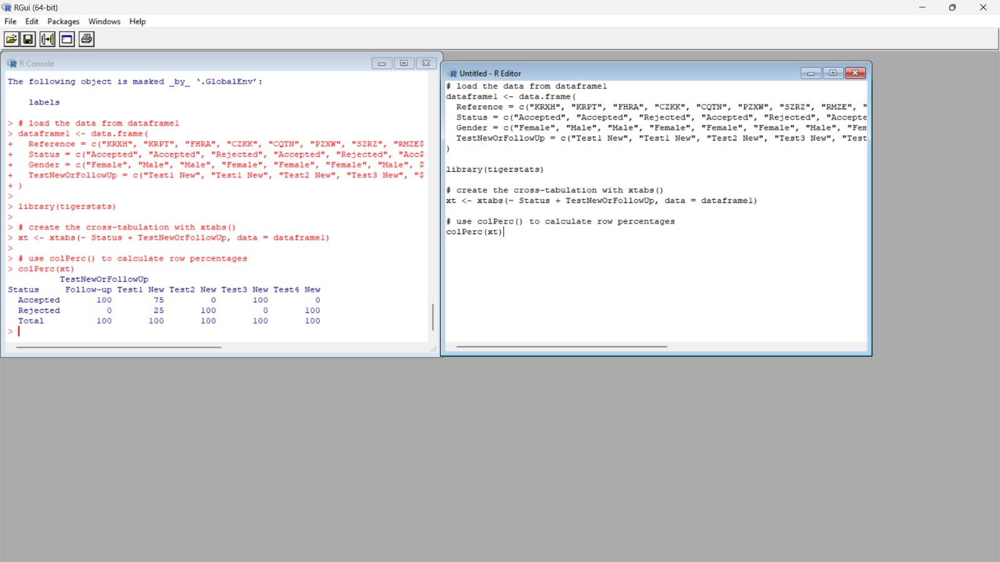 RGui (64-bit)
File Edit Packages Windows Help
R Console
The following object is masked _by_ ‘.GlobalEnv’:
labels
> # load the data from dataframe1
> dataframe1 <- data.frame(
+   Reference = c("KRXH", "KRPT", "FHRA", "CZKK", "CQTN", "PZXW", "SZRZ", "RMZE$
+   Status = c("Accepted", "Accepted", "Rejected", "Accepted", "Rejected", "Acc$
+   Gender = c("Female", "Male", "Male", "Female", "Female", "Female", "Male", $
+   TestNewOrFollowUp = c("Test1 New", "Test1 New", "Test2 New", "Test3 New", "$
+ )
>
> library(tigerstats)
>
> # create the cross-tabulation with xtabs()
> xt <- xtabs(~ Status + TestNewOrFollowUp, data = dataframe1)
>
> # use colPerc() to calculate row percentages
> colPerc(xt)
TestNewOrFollowUp
Status Follow-up Test1 New Test2 New Test3 New Test4 New
Accepted 100 75 0 100 0
Rejected 0 25 100 0 100
Total 100 100 100 100 100
>
Untitled - R Editor
# load the data from dataframe1
dataframe1 <- data.frame(
  Reference = c("KRXH", "KRPT", "FHRA", "CZKK", "CQTN", "PZXW", "SZRZ", "RMZE", "
  Status = c("Accepted", "Accepted", "Rejected", "Accepted", "Rejected", "Accepte
  Gender = c("Female", "Male", "Male", "Female", "Female", "Female", "Male", "Fem
  TestNewOrFollowUp = c("Test1 New", "Test1 New", "Test2 New", "Test3 New", "Test
)
library(tigerstats)
# create the cross-tabulation with xtabs()
xt <- xtabs(~ Status + TestNewOrFollowUp, data = dataframe1)
# use colPerc() to calculate row percentages
colPerc(xt)